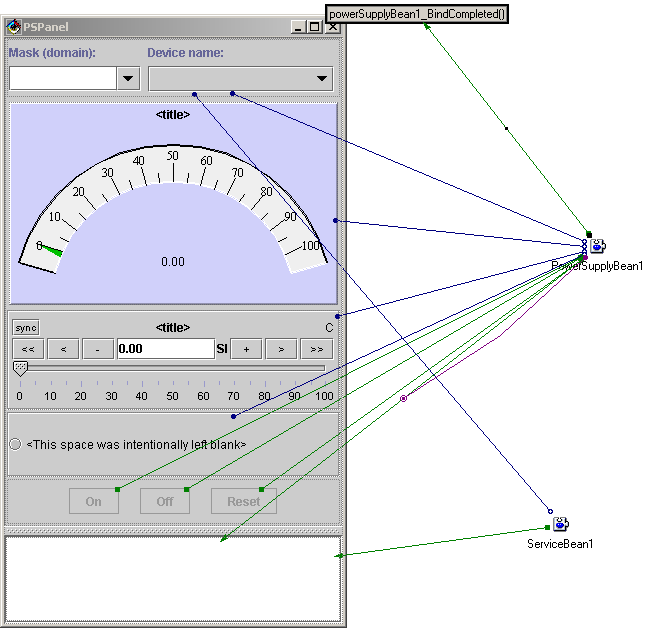 powerSupplyBean1_BindCompleted()
PSPanel
Mask (domain): Device name:
<title>
0 10 20 30 40 50 60 70 80 90 100
0.00
PowerSupplyBean1
sync <title> C
<< < - 0.00 SI + > >>
0 10 20 30 40 50 60 70 80 90 100
<This space was intentionally left blank>
On Off Reset
ServiceBean1